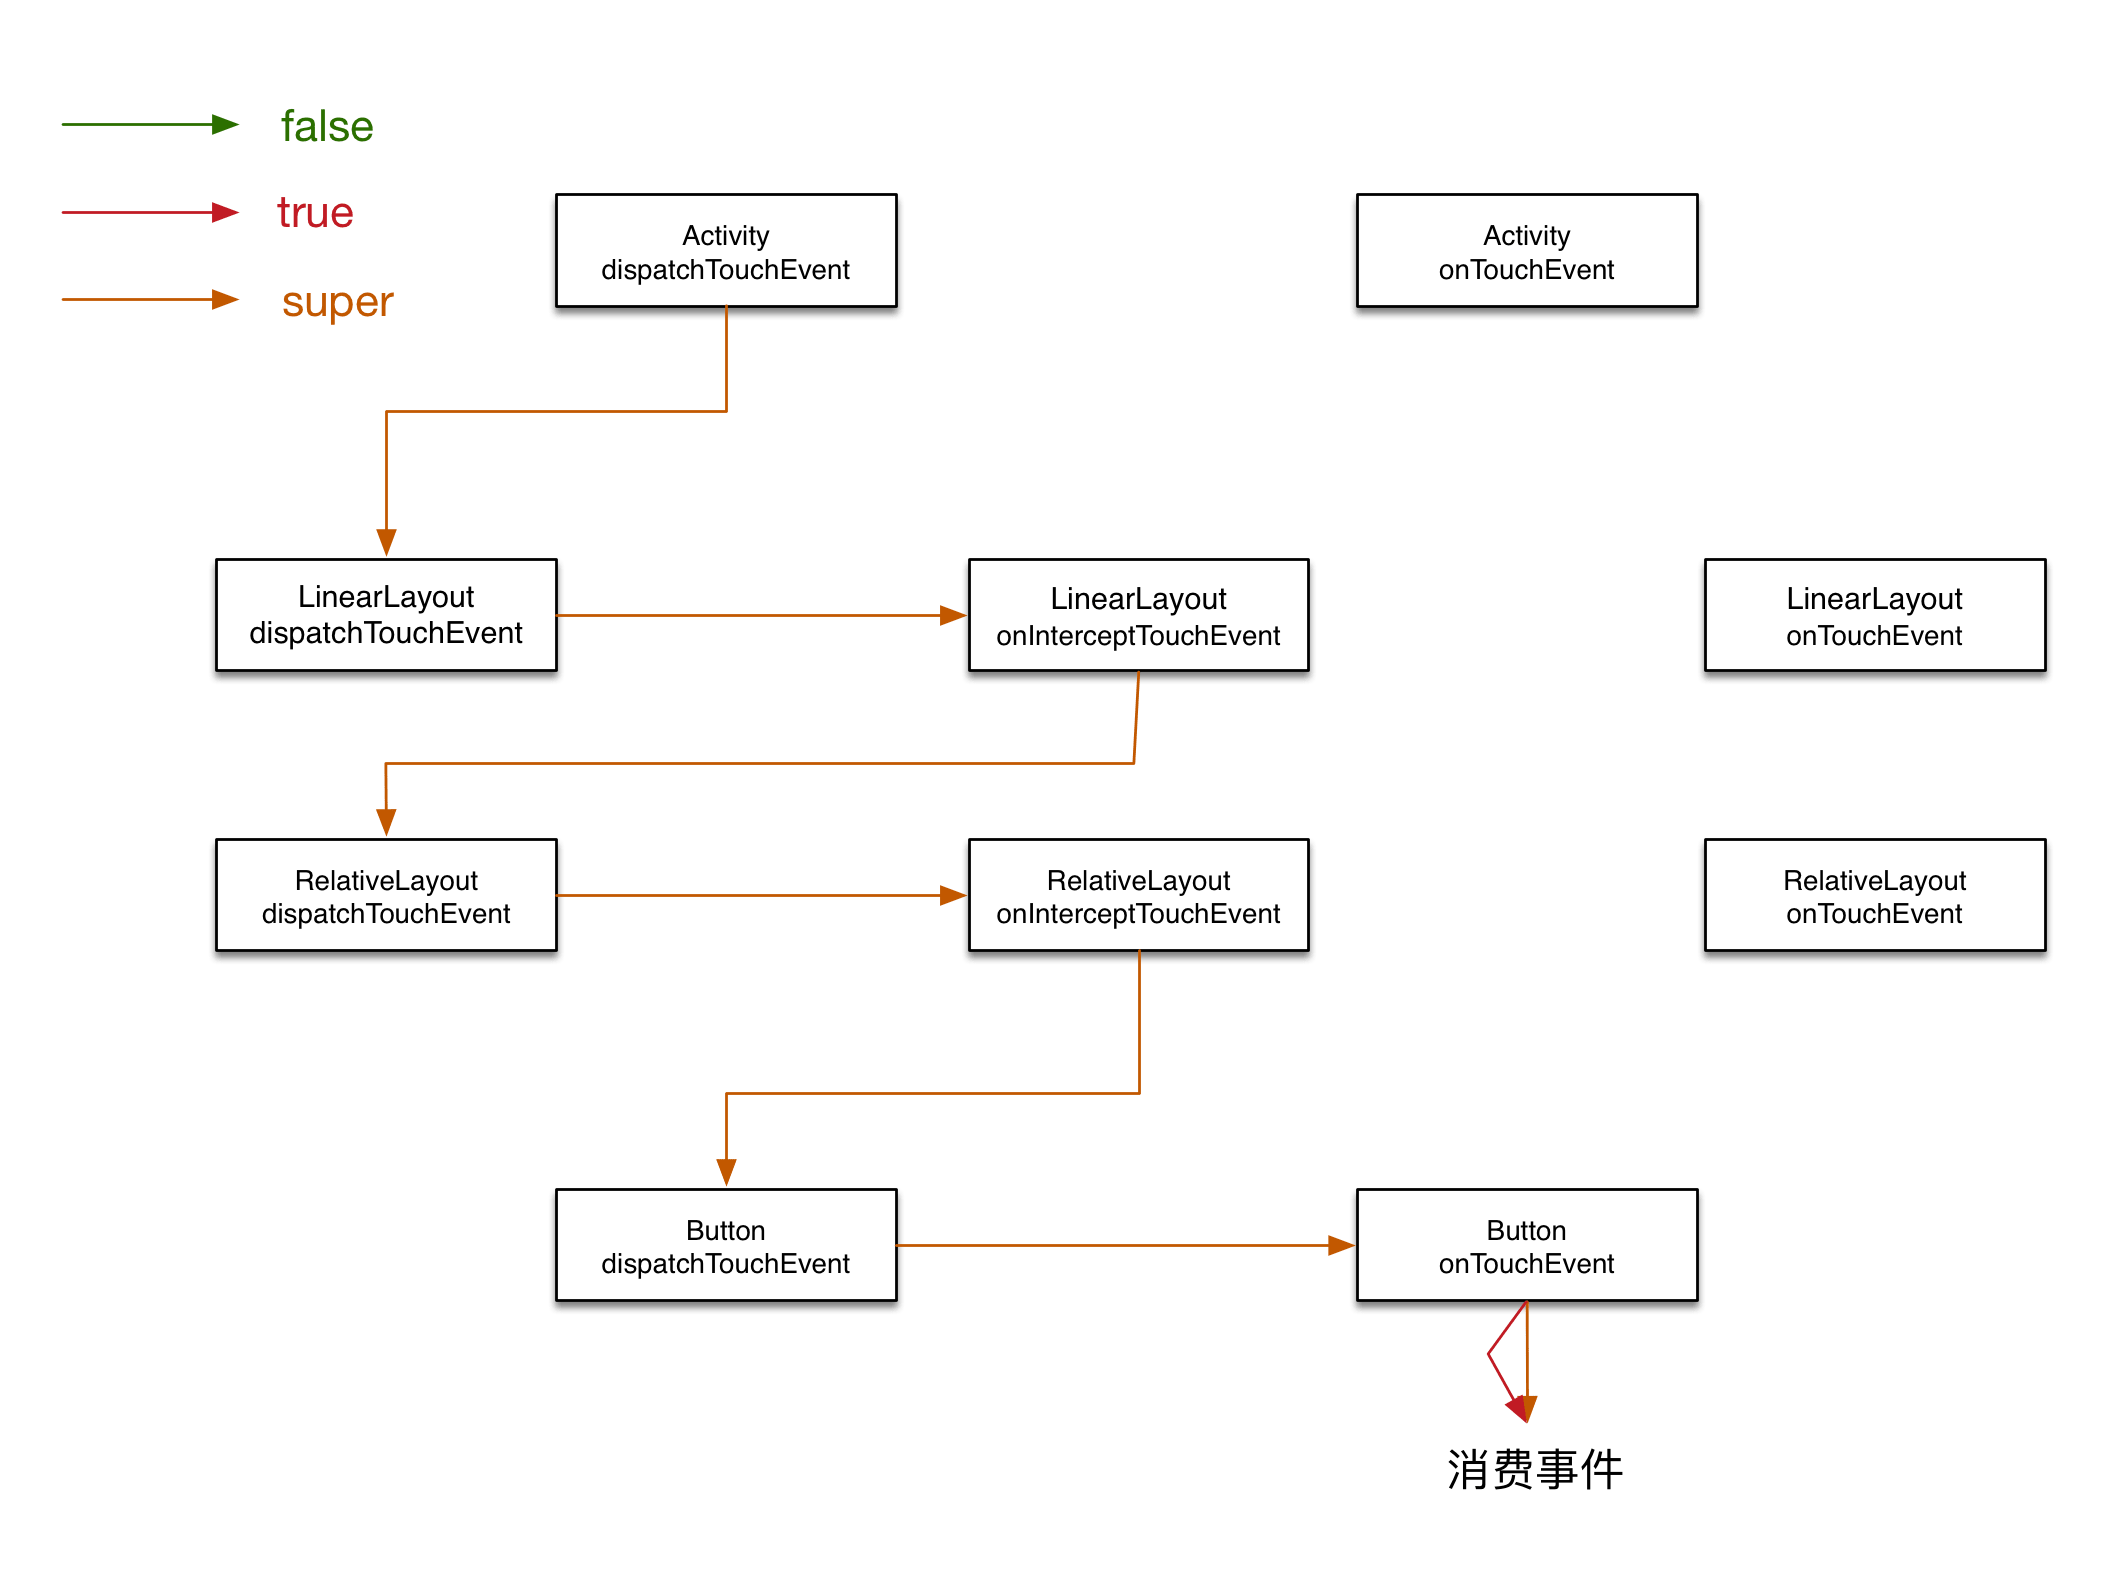 false
true
super
Activity
dispatchTouchEvent
Activity
onTouchEvent
LinearLayout
dispatchTouchEvent
LinearLayout
onInterceptTouchEvent
LinearLayout
onTouchEvent
RelativeLayout
dispatchTouchEvent
RelativeLayout
onInterceptTouchEvent
RelativeLayout
onTouchEvent
Button
dispatchTouchEvent
Button
onTouchEvent
消费事件